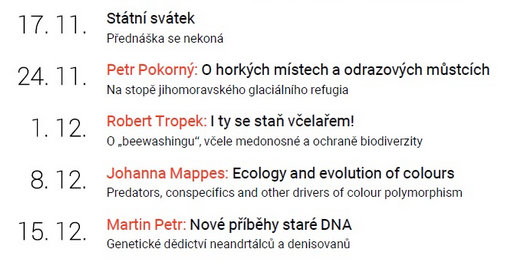 17. 11.
Státní svátek
Přednáška se nekoná
24. 11.
Petr Pokorný: O horkých místech a odrazových můstcích
Na stopě jihomoravského glaciálního refugia
1. 12.
Robert Tropek: I ty se staň včelařem!
O „beewashingu“, včele medonosné a ochraně biodiverzity
8. 12.
Johanna Mappes: Ecology and evolution of colours
Predators, conspecifics and other drivers of colour polymorphism
15. 12.
Martin Petr: Nové příběhy staré DNA
Genetické dědictví neandrtálců a denisovanů